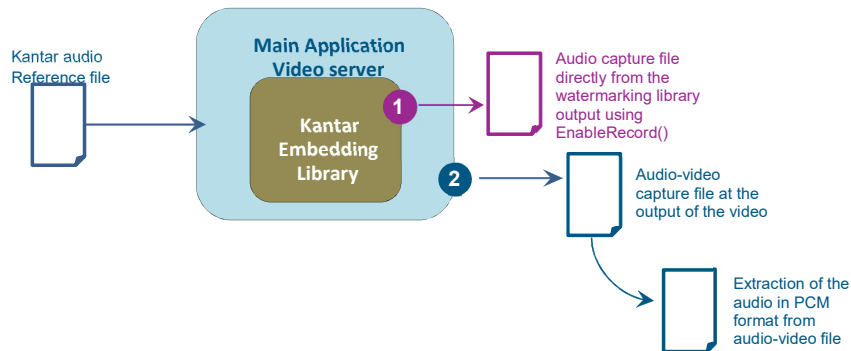 Kantar audio
Reference file
Main Application
Video server
Kantar
Embedding
Library
1
Audio capture file
directly from the
watermarking library
output using
EnableRecord()
2
Audio-video
capture file at the
output of the video
Extraction of the
audio in PCM
format from
audio-video file